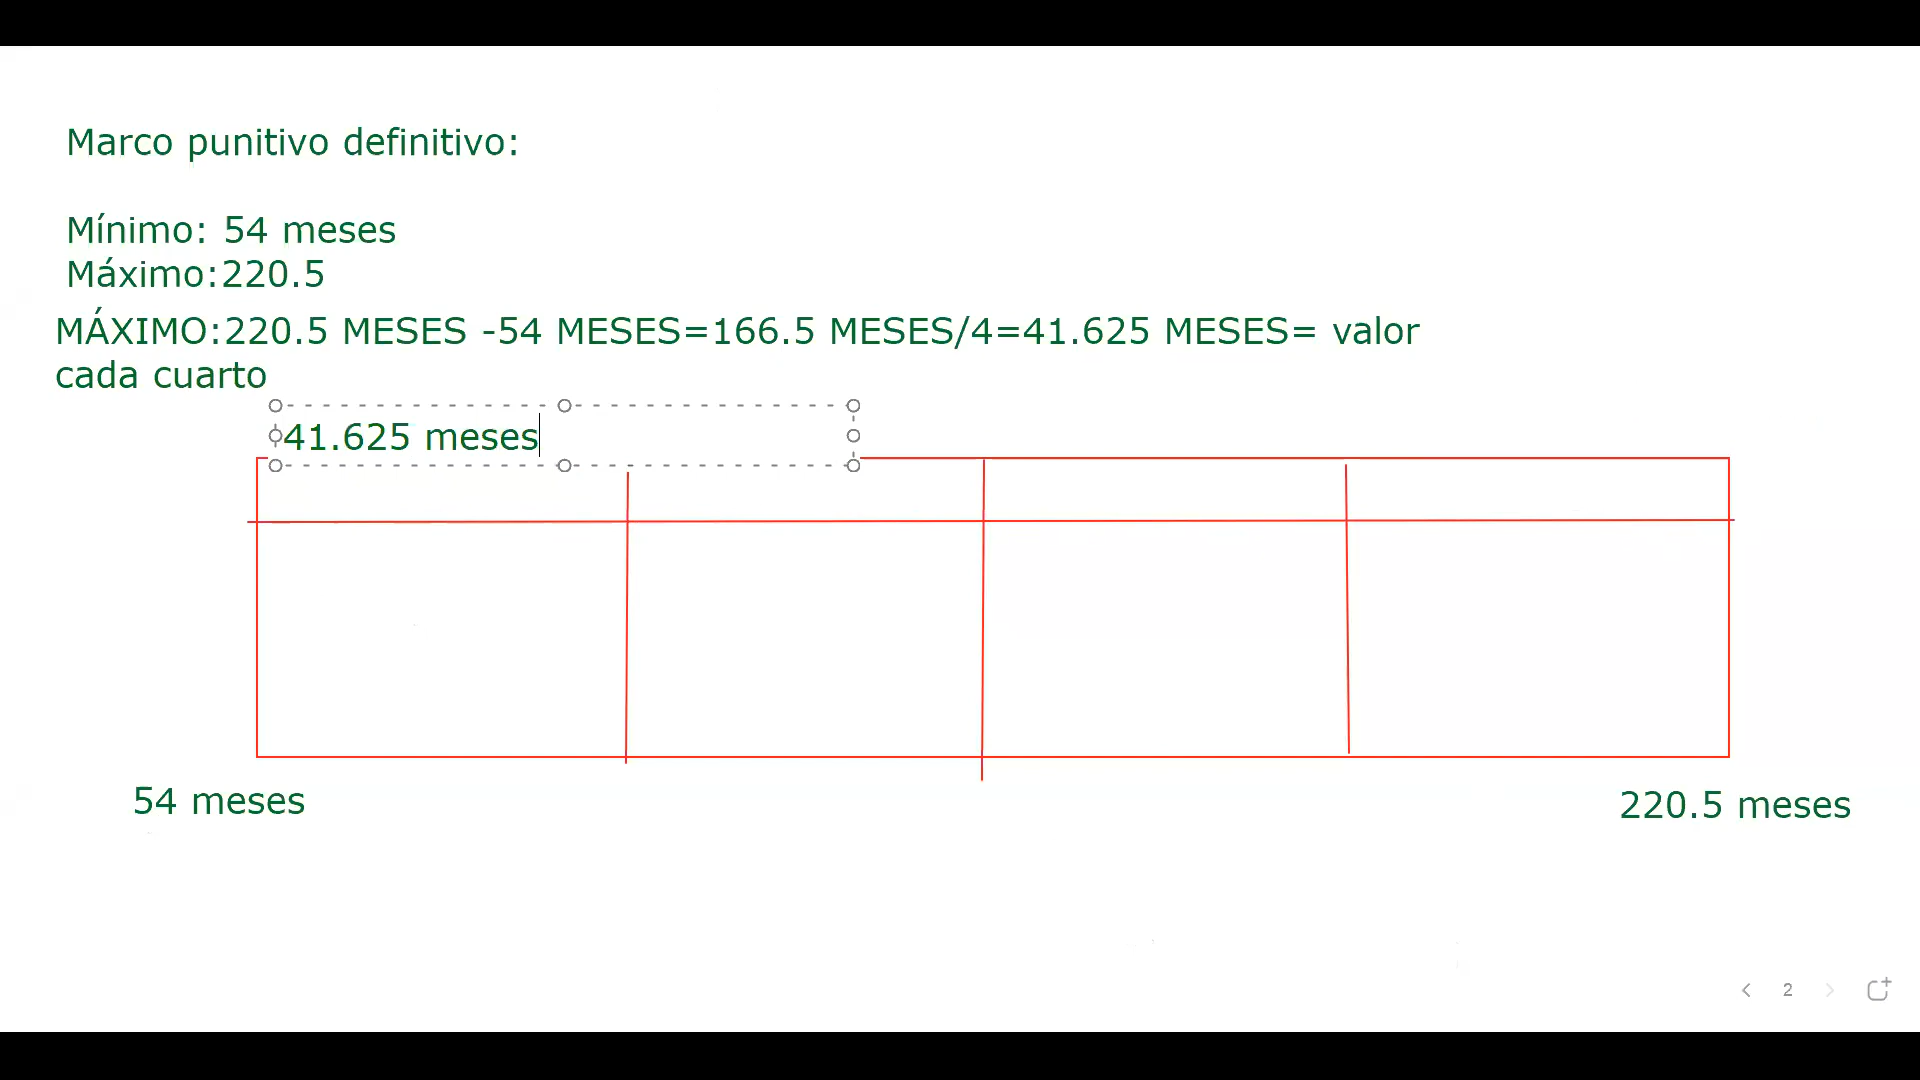 Marco punitivo definitivo:
Mínimo: 54 meses
Máximo:220.5
MÁXIMO:220.5 MESES -54 MESES=166.5 MESES/4=41.625 MESES= valor
cada cuarto
41.625 meses
54 meses
220.5 meses
2